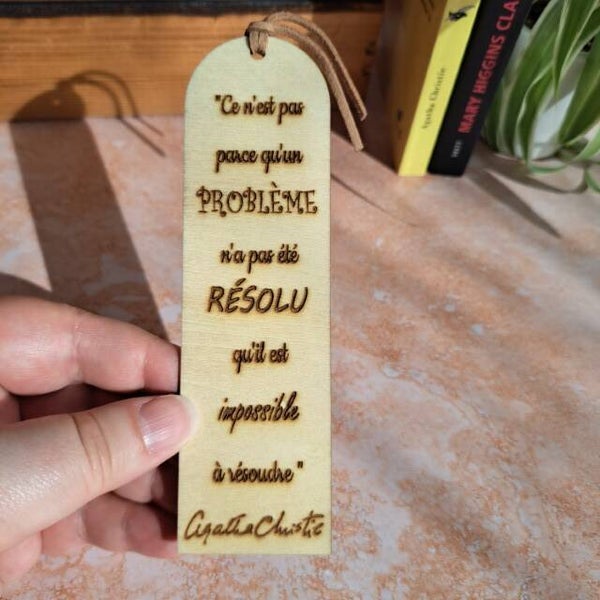 "Ce n'est pas
parce qu'un
PROBLÈME
n'a pas été
RÉSOLU
qu'il est
impossible
à résoudre"
Agatha Christie
Agatha Christie
MARY HIGGINS CLA